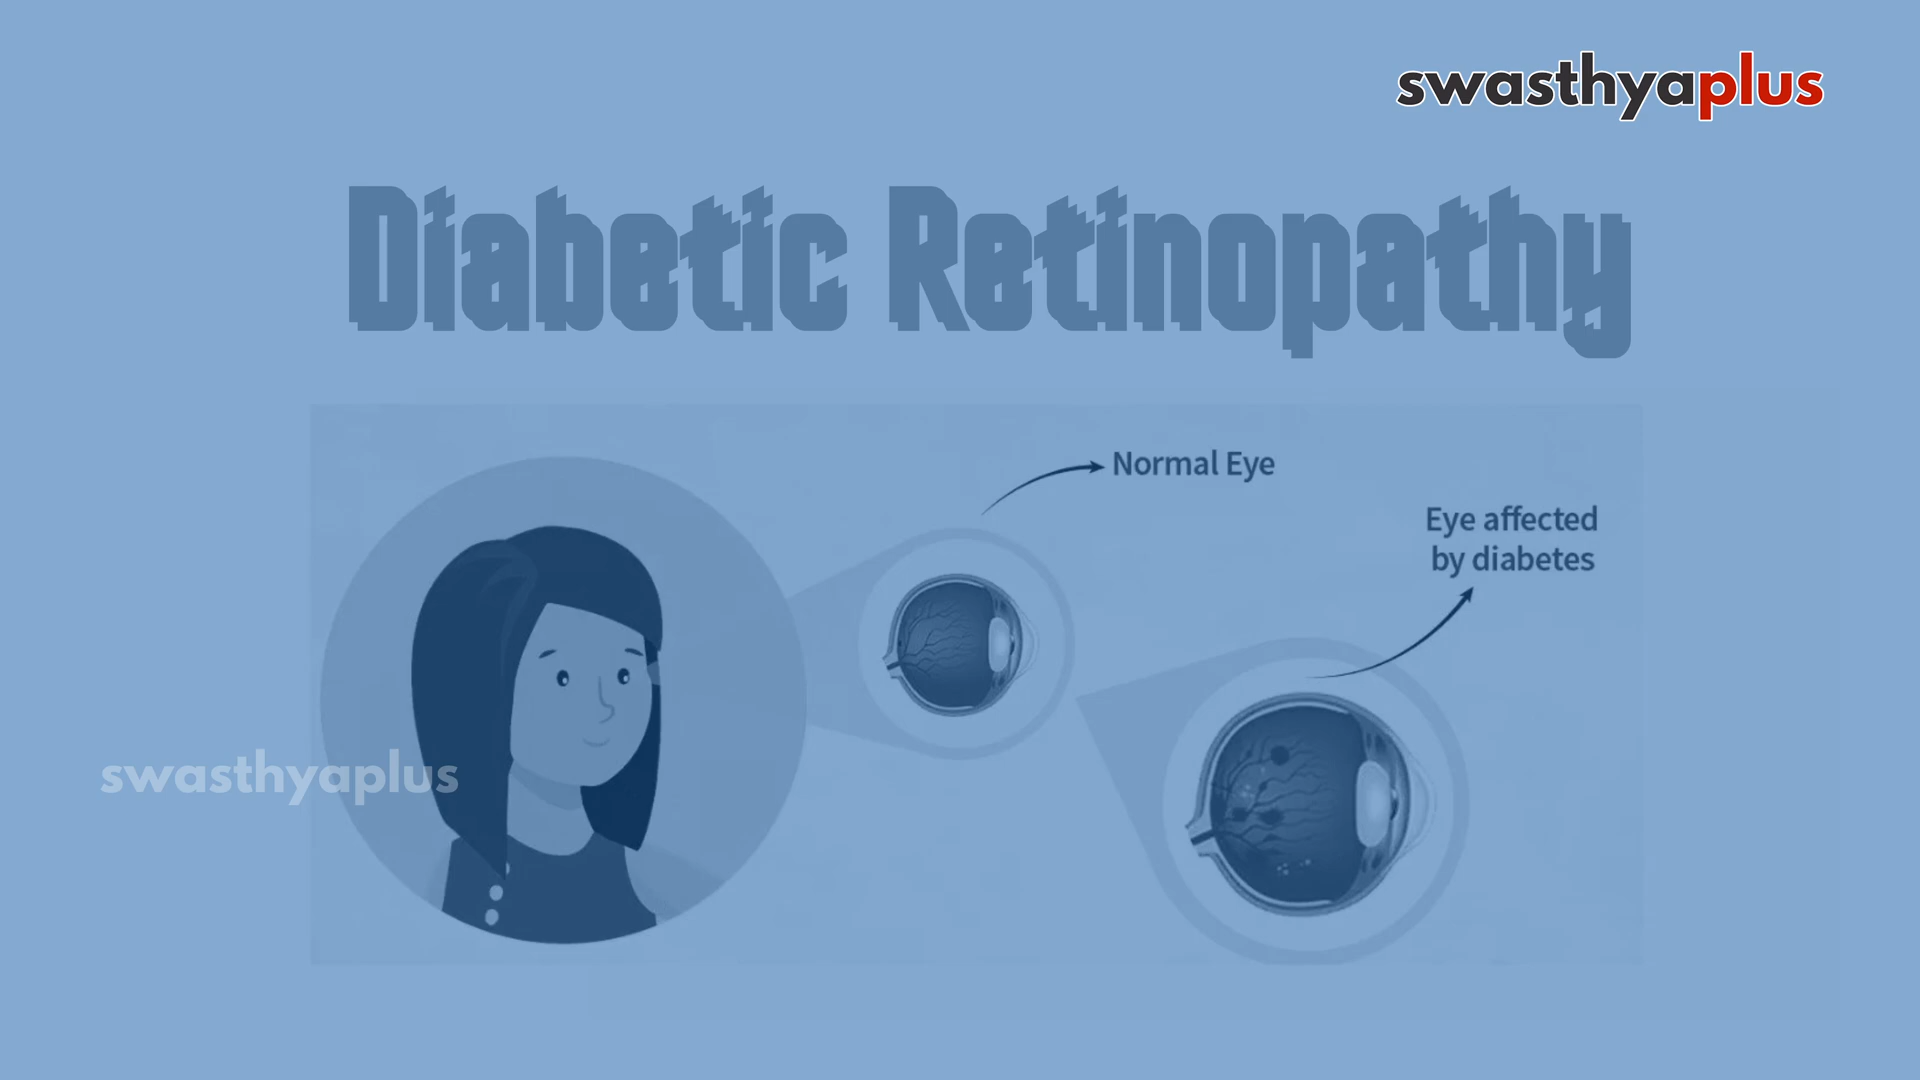 swasthyaplus
Diabetic Retinopathy
Normal Eye
Eye affected
by diabetes
swasthyaplus